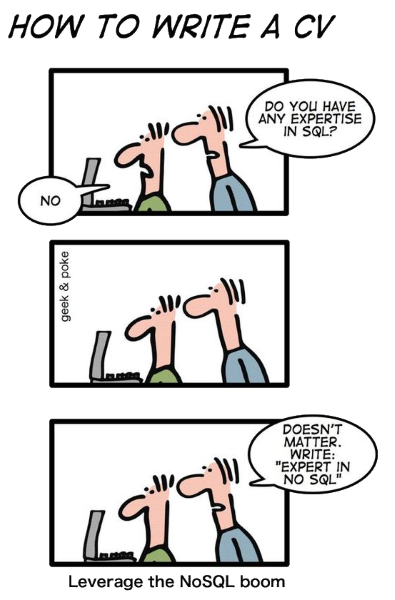 HOW TO WRITE A CV
DO YOU HAVE
ANY EXPERTISE
IN SQL?
NO
geek & poke
DOESN'T
MATTER.
WRITE:
"EXPERT IN
NO SQL"
Leverage the NoSQL boom